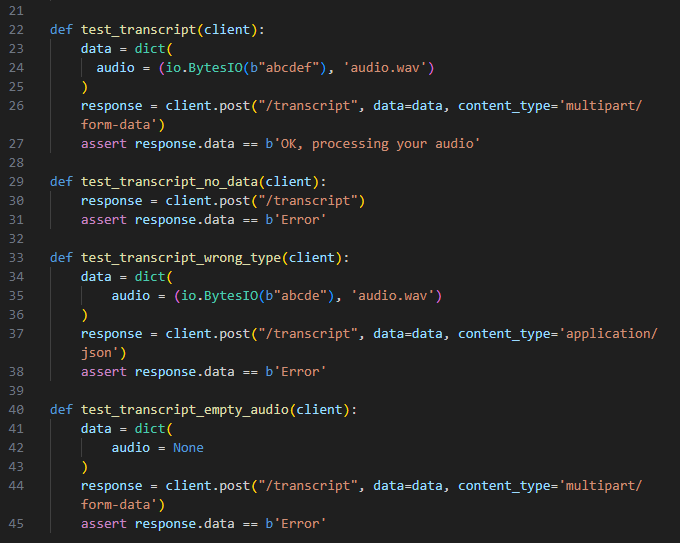 21
22 def test_transcript(client):
23     data = dict(
24       audio = (io.BytesIO(b"abcdef"), 'audio.wav')
25     )
26     response = client.post("/transcript", data=data, content_type='multipart/
form-data')
27     assert response.data == b'OK, processing your audio'
28
29 def test_transcript_no_data(client):
30     response = client.post("/transcript")
31     assert response.data == b'Error'
32
33 def test_transcript_wrong_type(client):
34     data = dict(
35         audio = (io.BytesIO(b"abcde"), 'audio.wav')
36     )
37     response = client.post("/transcript", data=data, content_type='application/
json')
38     assert response.data == b'Error'
39
40 def test_transcript_empty_audio(client):
41     data = dict(
42         audio = None
43     )
44     response = client.post("/transcript", data=data, content_type='multipart/
form-data')
45     assert response.data == b'Error'